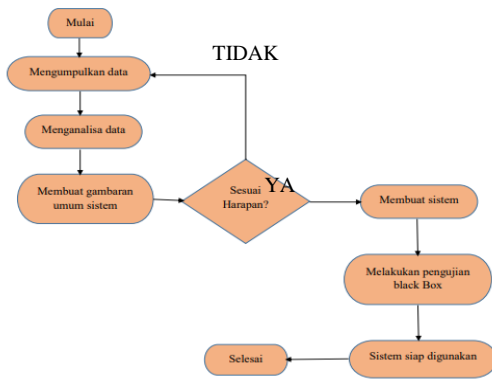 Mulai
TIDAK
Mengumpulkan data
Menganalisa data
Membuat gambaran
umum sistem
Sesuai
Harapan?
YA
Membuat sistem
Melakukan pengujian
black Box
Sistem siap digunakan
Selesai